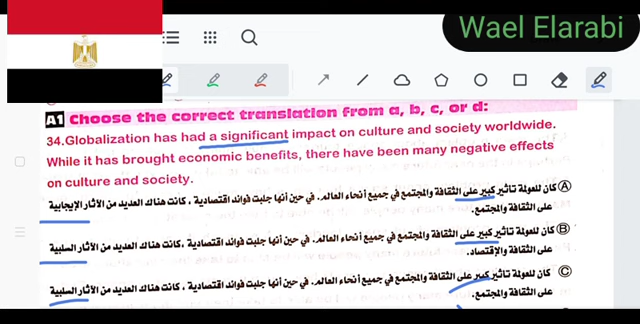 Wael Elarabi
A1 Choose the correct translation from a, b, c, or d:
34.Globalization has had a significant impact on culture and society worldwide.
While it has brought economic benefits, there have been many negative effects
on culture and society.
A كان للعولمة تأثير كبير على الثقافة والمجتمع في جميع أنحاء العالم. في حين أنها جلبت فوائد اقتصادية ، كانت هناك العديد من الآثار الإيجابية
على الثقافة والمجتمع.
B كان للعولمة تأثير كبير على الثقافة والمجتمع في جميع أنحاء العالم. في حين أنها جلبت فوائد اقتصادية ، كانت هناك العديد من الآثار السلبية
على الثقافة والإقتصاد.
C كان للعولمة تأثير كبير على الثقافة والمجتمع في جميع أنحاء العالم. في حين أنها جلبت فوائد اقتصادية ، كانت هناك العديد من الآثار السلبية
على الثقافة والمجتمع.